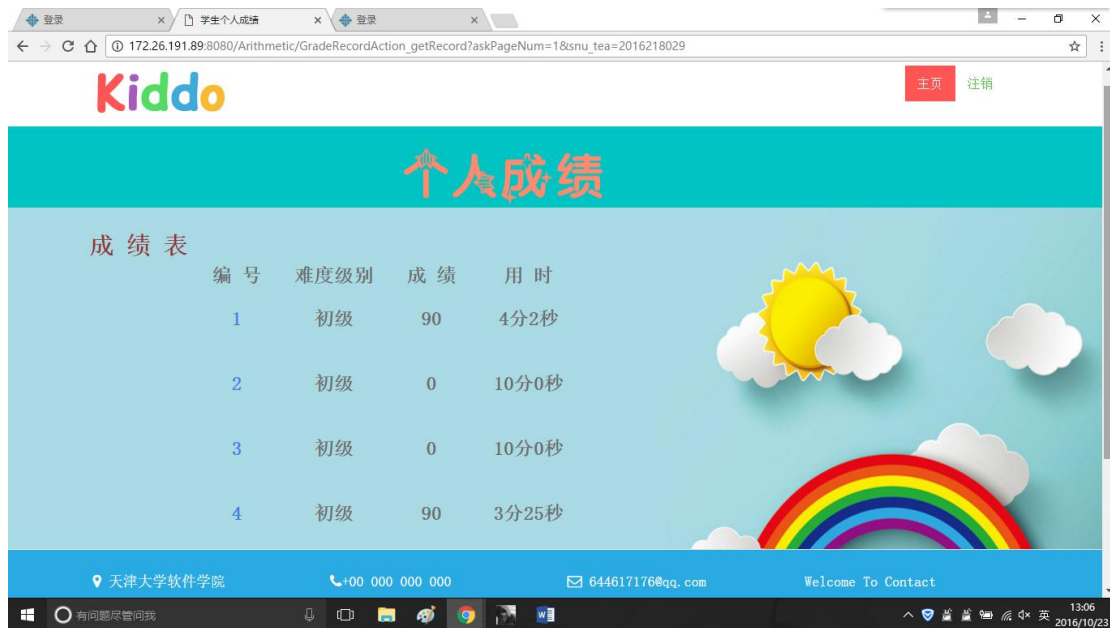 登录
学生个人成绩
登录
172.26.191.89:8080/Arithmetic/GradeRecordAction_getRecord?askPageNum=1&snu_tea=2016218029
Kiddo
主页 注销
个人成绩
成 绩 表
编 号 难度级别 成 绩 用 时
1 初级 90 4分2秒
2 初级 0 10分0秒
3 初级 0 10分0秒
4 初级 90 3分25秒
天津大学软件学院 +00 000 000 000 644617176@qq.com Welcome To Contact
有问题尽管问我
英
13:06
2016/10/23